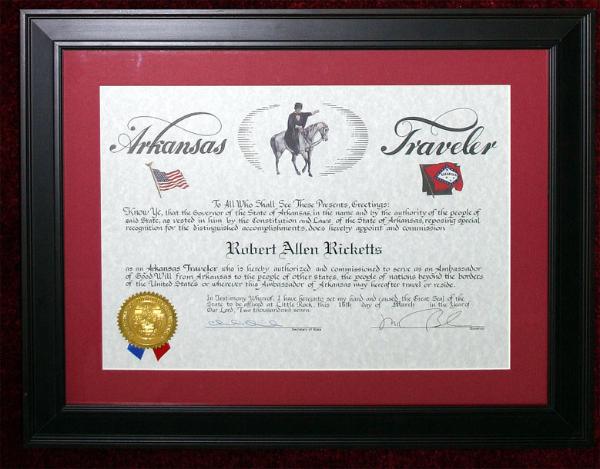 Arkansas Traveler
To All Who Shall See These Presents, Greetings:
Know Ye, that the Governor of the State of Arkansas, in the name and by the authority of the people of
said State, as vested in him by the Constitution and Laws, of the State of Arkansas, reposing special
recognition for the distinguished accomplishments, does hereby appoint and commission
Robert Allen Ricketts
as an Arkansas Traveler who is hereby authorized and commissioned to serve as an Ambassador
of Good Will from Arkansas to the people of other states, the people of nations beyond the borders
of the United States or wherever this Ambassador of Arkansas may hereafter travel or reside.
In Testimony Whereof, I have hereunto set my hand and caused the Great Seal of the
State to be affixed at Little Rock, this 15th day of March in the Year of
Our Lord, Two thousand seven.
Secretary of State Governor